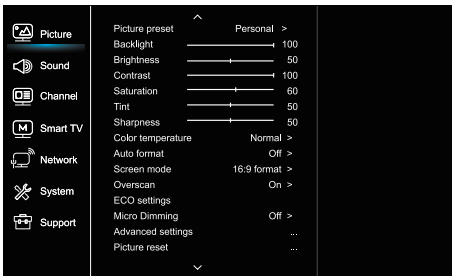 Picture
Sound
Channel
M Smart TV
Network
System
Support
Picture preset Personal >
Backlight 100
Brightness 50
Contrast 100
Saturation 60
Tint 50
Sharpness 50
Color temperature Normal >
Auto format Off >
Screen mode 16:9 format >
Overscan On >
ECO settings
Micro Dimming Off >
Advanced settings ...
Picture reset ...